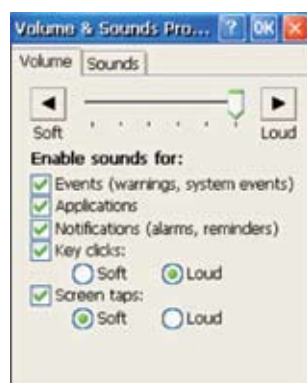 Volume & Sounds Pro... ? OK X
Volume Sounds
Soft Loud
Enable sounds for:
Events (warnings, system events)
Applications
Notifications (alarms, reminders)
Key clicks:
Soft Loud
Screen taps:
Soft Loud